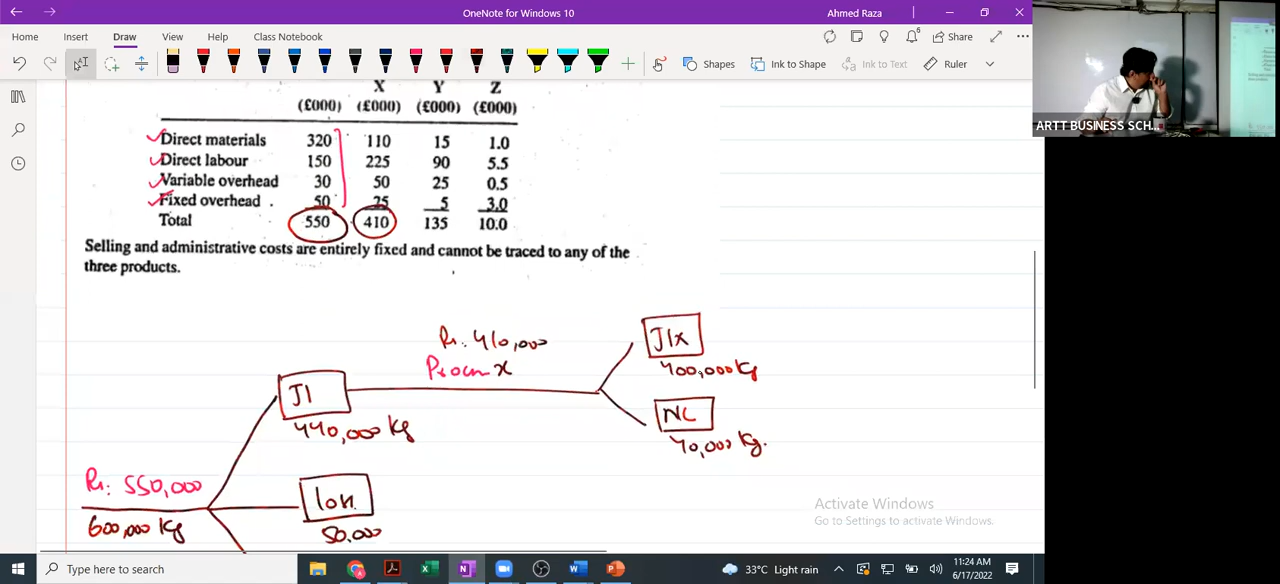 OneNote for Windows 10
Ahmed Raza
Home Insert Draw View Help Class Notebook
Share
Shapes Ink to Shape Ink to Text Ruler
ARTT BUSINESS SCH...
X Y Z
(£000) (£000) (£000) (£000)
Direct materials 320 110 15 1.0
Direct labour 150 225 90 5.5
Variable overhead 30 50 25 0.5
Fixed overhead . 50 25 5 3.0
Total 550 410 135 10.0
Selling and administrative costs are entirely fixed and cannot be traced to any of the
three products.
Rs: 410,000
Process x
J1x
400,000 Kg
J1
440,000 Kg
NL
40,000 Kg.
Rs: 550,000
600,000 Kg
loss
50,000
Activate Windows
Go to Settings to activate Windows.
Type here to search
33°C Light rain
11:24 AM
6/17/2022